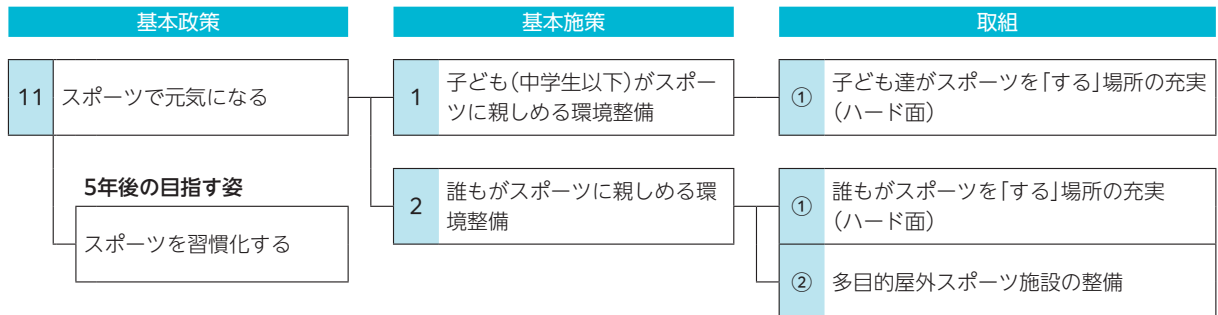 基本政策
基本施策
取組
11 スポーツで元気になる
5年後の目指す姿
スポーツを習慣化する
1 子ども(中学生以下)がスポー
ツに親しめる環境整備
① 子ども達がスポーツを「する」場所の充実
(ハード面)
2 誰もがスポーツに親しめる環
境整備
① 誰もがスポーツを「する」場所の充実
(ハード面)
② 多目的屋外スポーツ施設の整備